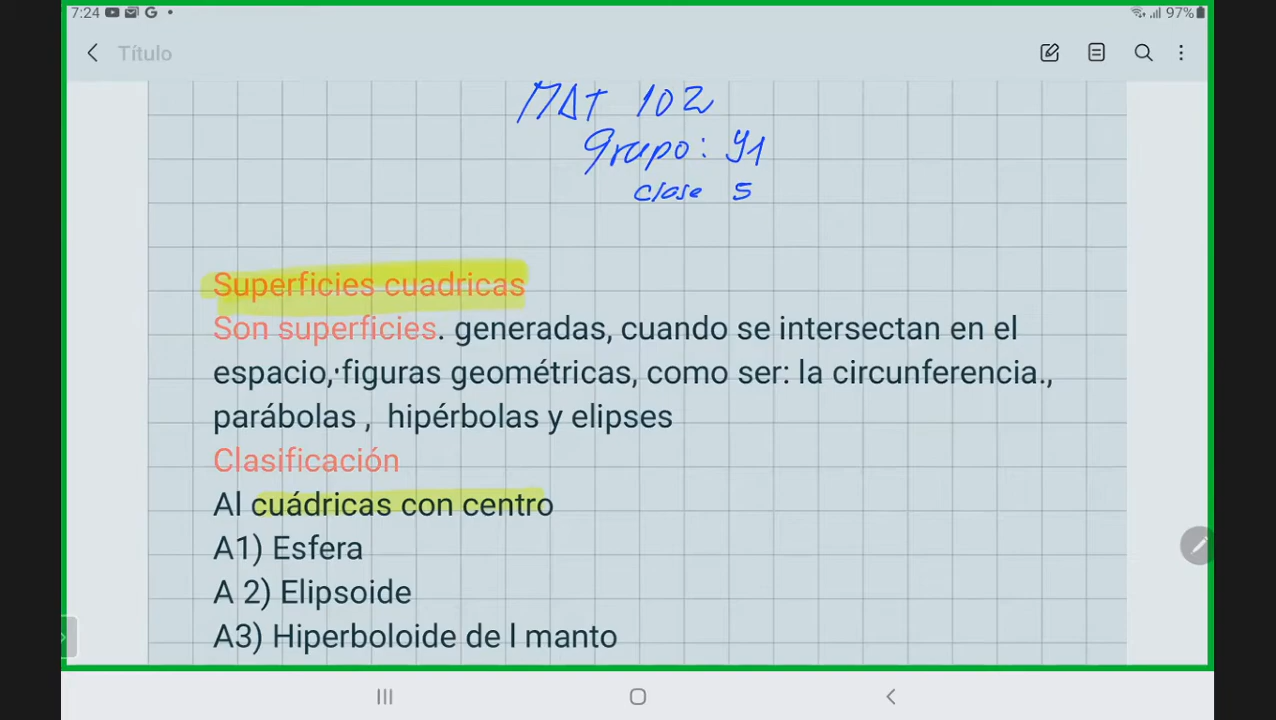 7:24 97%
Título
MAT 102
Grupo: Y1
clase 5
Superficies cuadricas
Son superficies. generadas, cuando se intersectan en el
espacio, figuras geométricas, como ser: la circunferencia.,
parábolas , hipérbolas y elipses
Clasificación
Al cuádricas con centro
A1) Esfera
A 2) Elipsoide
A3) Hiperboloide de l manto